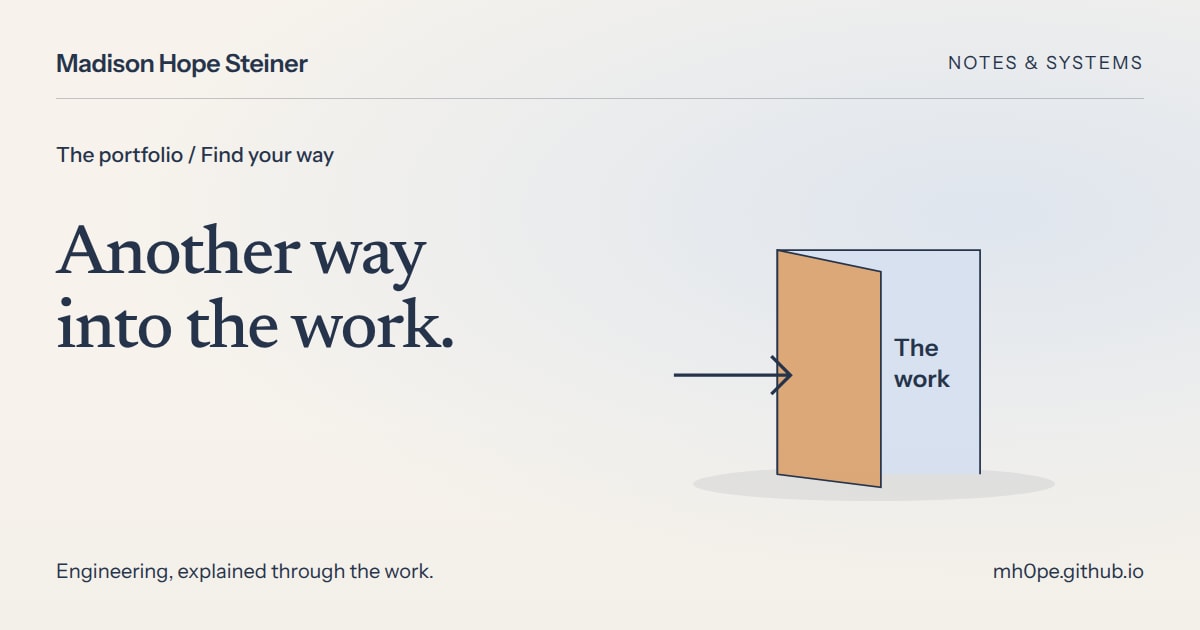 Madison Hope Steiner
NOTES & SYSTEMS
The portfolio / Find your way
Another way
into the work.
The
work
Engineering, explained through the work.
mh0pe.github.io